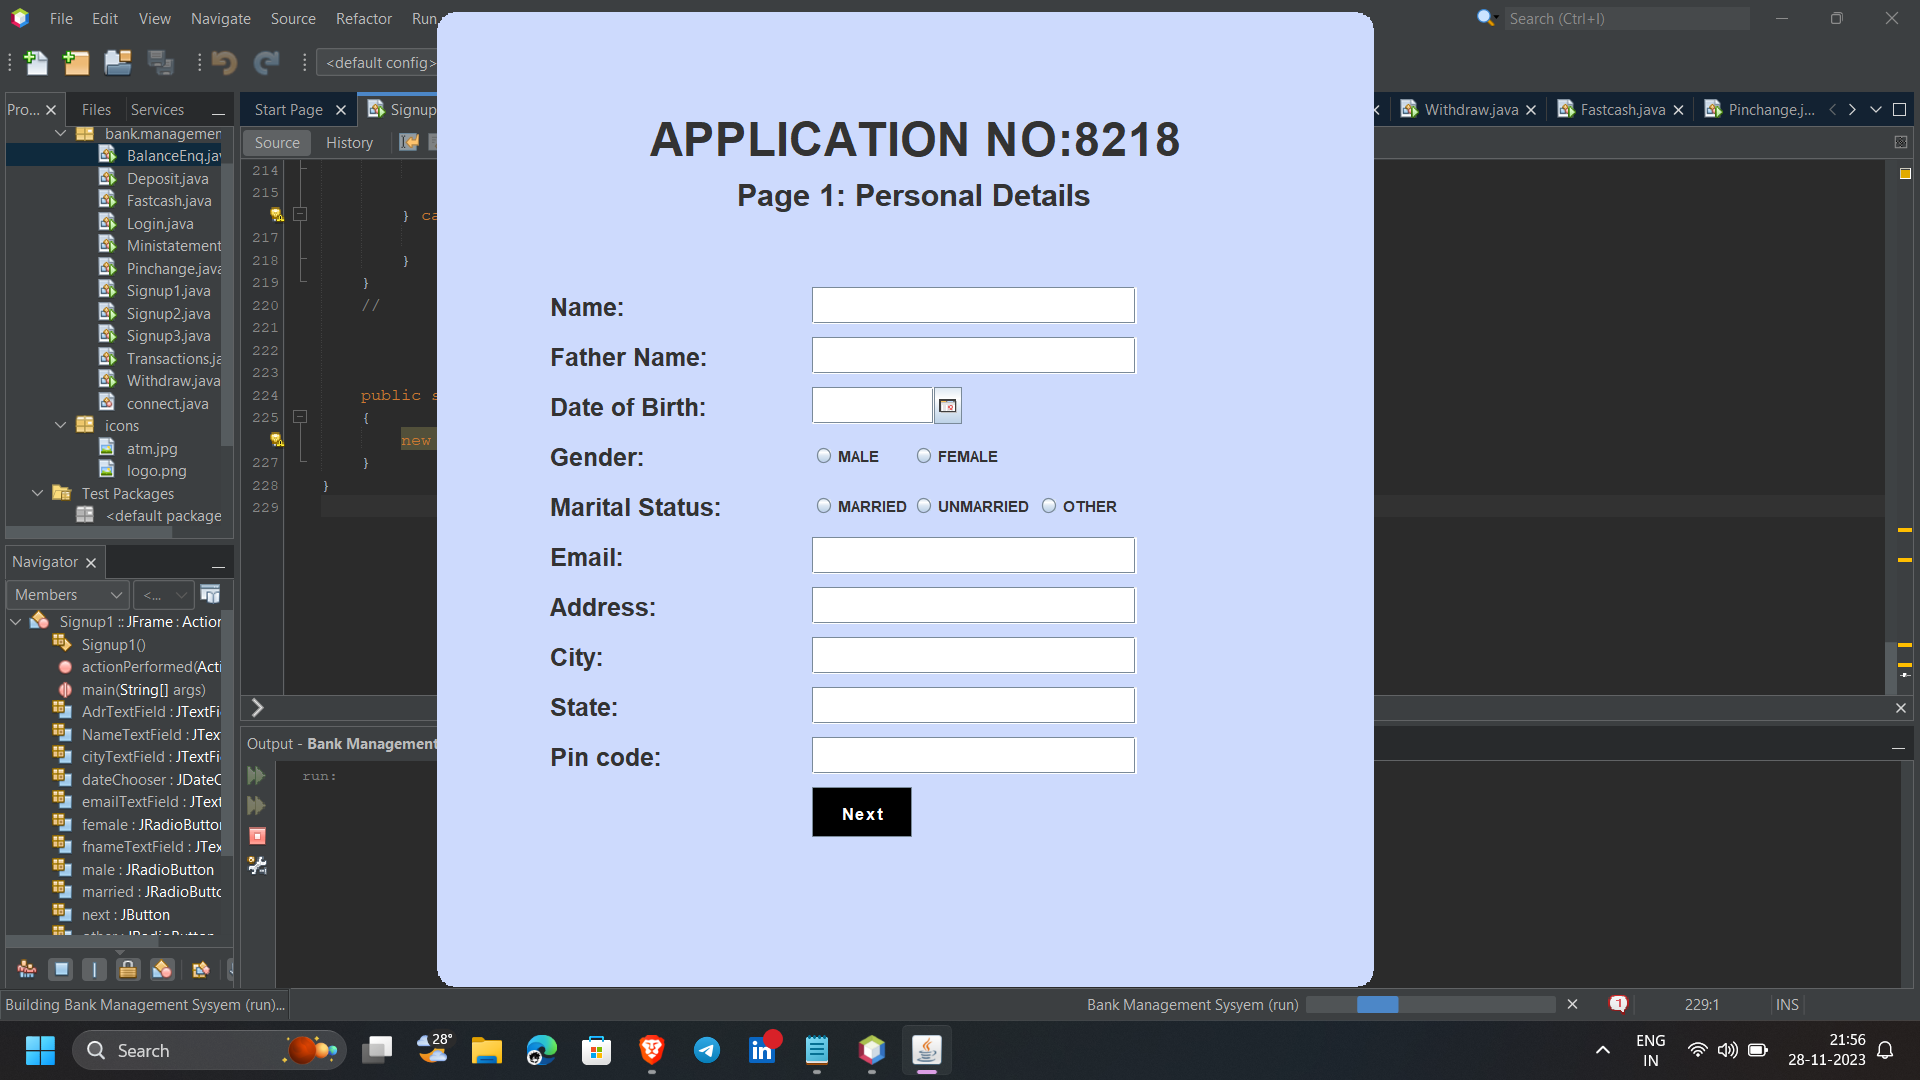 File Edit View Navigate Source Refactor Run
Search (Ctrl+I)
<default config>
Pro... Files Services
Start Page
Signup
Withdraw.java
Fastcash.java
Pinchange.j...
Source History
bank.managemen
BalanceEnq.ja
Deposit.java
Fastcash.java
Login.java
Ministatement
Pinchange.java
Signup1.java
Signup2.java
Signup3.java
Transactions.ja
Withdraw.java
connect.java
icons
atm.jpg
logo.png
Test Packages
<default package
214
215
} ca
217
218 }
219 }
220 //
221
222
223
224 public s
225 {
new
227 }
228 }
229
APPLICATION NO:8218
Page 1: Personal Details
Name:
Father Name:
Date of Birth:
Gender: MALE FEMALE
Marital Status: MARRIED UNMARRIED OTHER
Email:
Address:
City:
State:
Pin code:
Next
Navigator
Members <...
Signup1 :: JFrame : Action
Signup1()
actionPerformed(Acti
main(String[] args)
AdrTextField : JTextFi
NameTextField : JTex
cityTextField : JTextFi
dateChooser : JDateC
emailTextField : JText
female : JRadioButton
fnameTextField : JTex
male : JRadioButton
married : JRadioButto
next : JButton
Output - Bank Management
run:
Building Bank Management Sysyem (run)...
Bank Management Sysyem (run)
1
229:1 INS
Search
28°
in
ENG
IN
21:56
28-11-2023